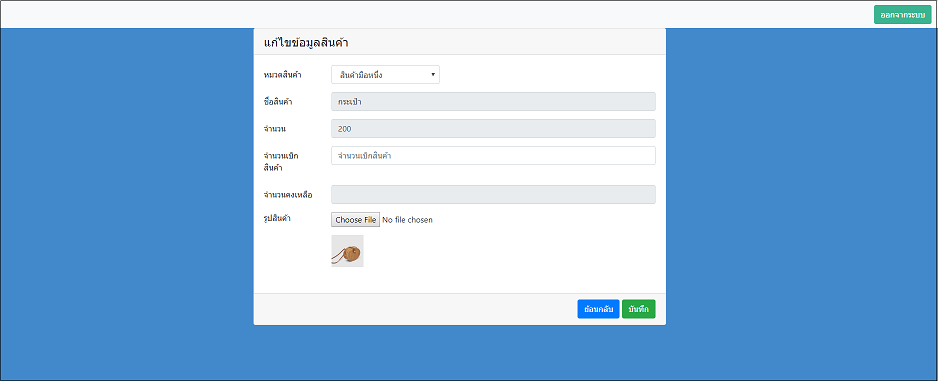 ออกจากระบบ
แก้ไขข้อมูลสินค้า
หมวดสินค้า
สินค้ามือหนึ่ง
ชื่อสินค้า
กระเป๋า
จำนวน
200
จำนวนเบิก
สินค้า
จำนวนเบิกสินค้า
จำนวนคงเหลือ
รูปสินค้า
Choose File No file chosen
ย้อนกลับ
บันทึก